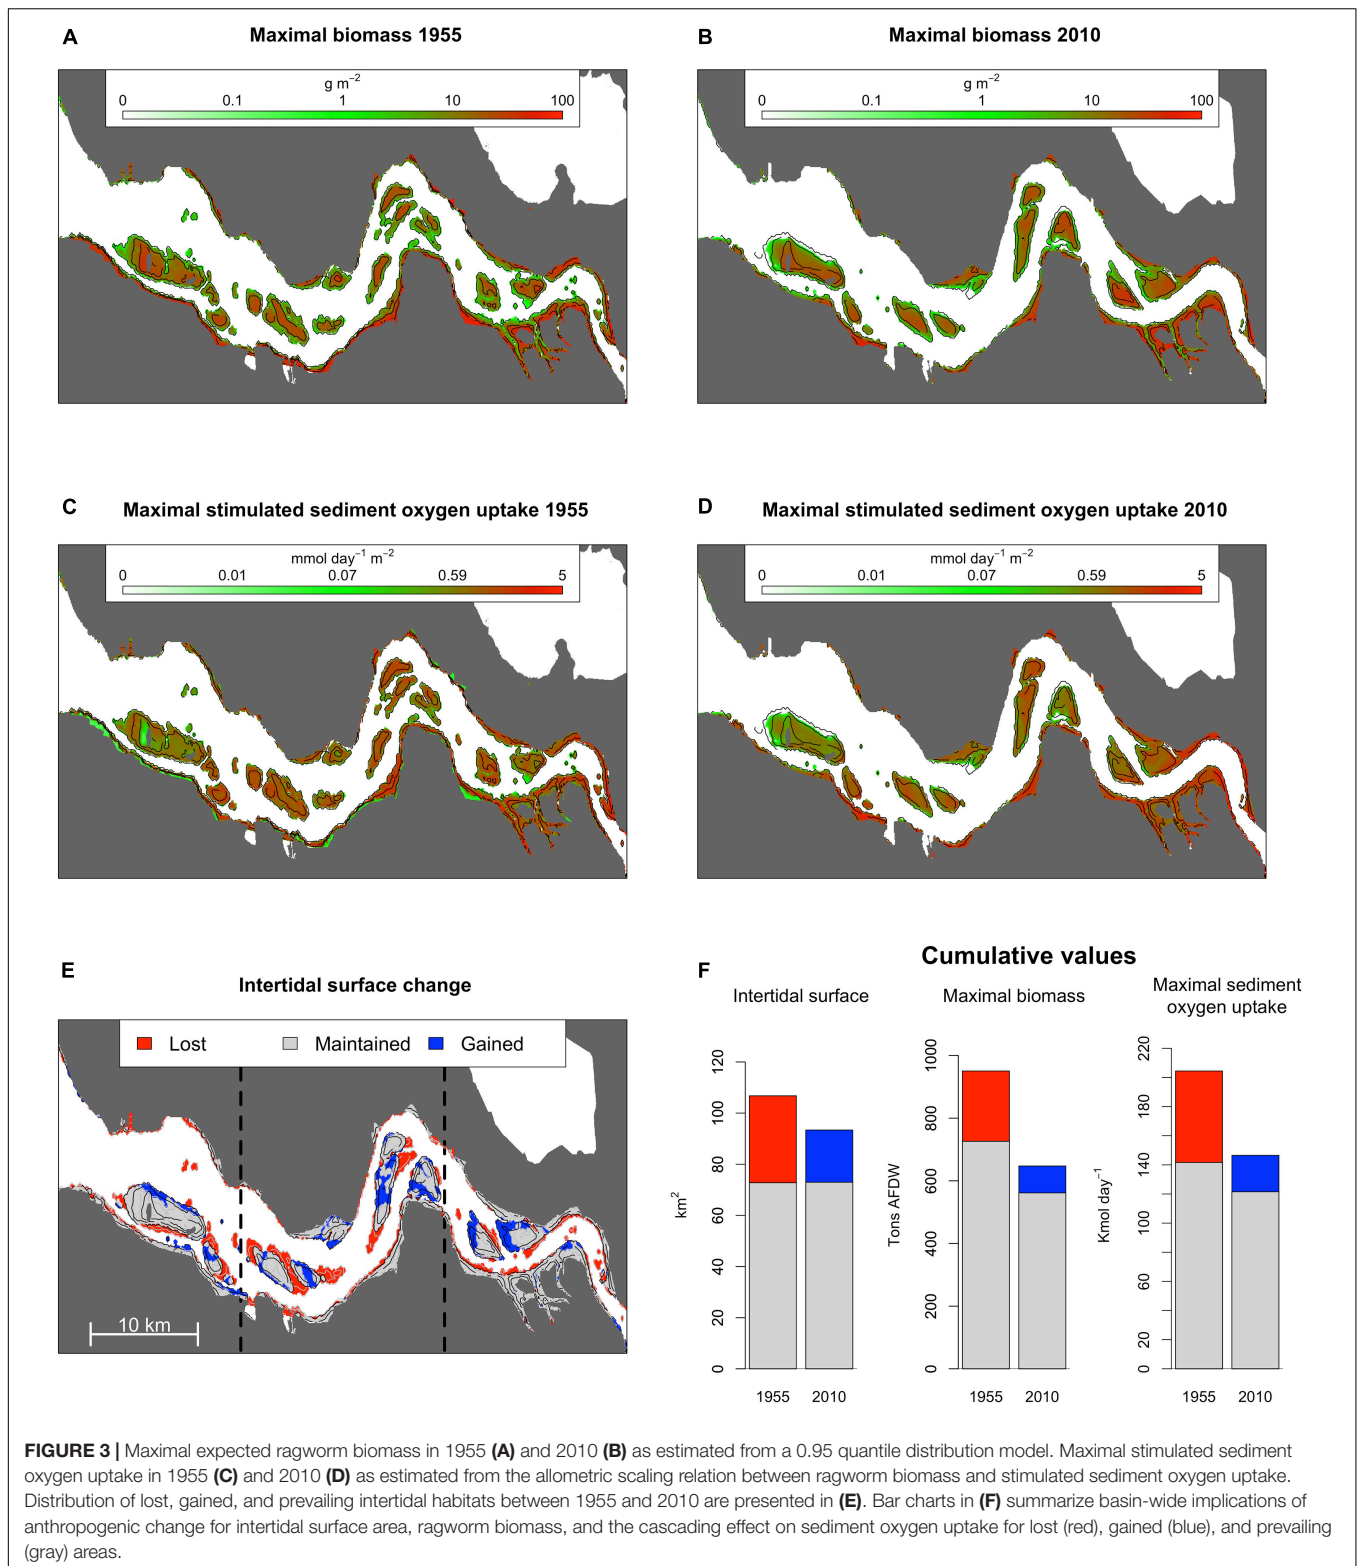 A
Maximal biomass 1955
g m⁻²
0 0.1 1 10 100
B
Maximal biomass 2010
g m⁻²
0 0.1 1 10 100
C
Maximal stimulated sediment oxygen uptake 1955
mmol day⁻¹ m⁻²
0 0.01 0.07 0.59 5
D
Maximal stimulated sediment oxygen uptake 2010
mmol day⁻¹ m⁻²
0 0.01 0.07 0.59 5
E
Intertidal surface change
Lost Maintained Gained
10 km
F
Cumulative values
Intertidal surface
km²
0 20 40 60 80 100 120
1955 2010
Maximal biomass
Tons AFDW
0 200 400 600 800 1000
1955 2010
Maximal sediment
oxygen uptake
Kmol day⁻¹
0 20 60 100 140 180 220
1955 2010
FIGURE 3 | Maximal expected ragworm biomass in 1955 (A) and 2010 (B) as estimated from a 0.95 quantile distribution model. Maximal stimulated sediment
oxygen uptake in 1955 (C) and 2010 (D) as estimated from the allometric scaling relation between ragworm biomass and stimulated sediment oxygen uptake.
Distribution of lost, gained, and prevailing intertidal habitats between 1955 and 2010 are presented in (E). Bar charts in (F) summarize basin-wide implications of
anthropogenic change for intertidal surface area, ragworm biomass, and the cascading effect on sediment oxygen uptake for lost (red), gained (blue), and prevailing
(gray) areas.